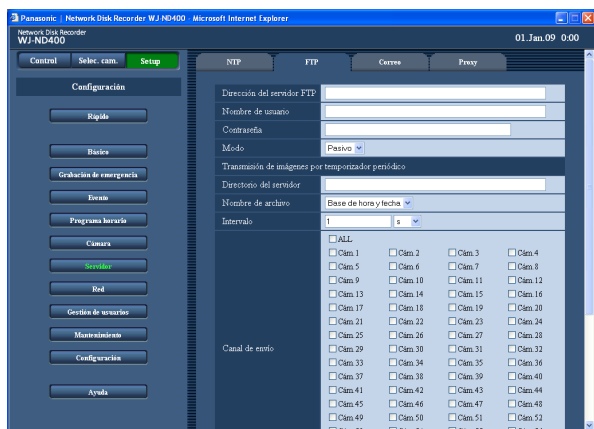 Panasonic | Network Disk Recorder WJ-ND400 - Microsoft Internet Explorer
Network Disk Recorder
WJ-ND400
01.Jan.09 0:00
Control Selec. cam. Setup
NTP FTP Correo Proxy
Configuración
Rápido
Básico
Grabación de emergencia
Evento
Programa horario
Cámara
Servidor
Red
Gestión de usuarios
Mantenimiento
Configuración
Ayuda
Dirección del servidor FTP
Nombre de usuario
Contraseña
Modo Pasivo
Transmisión de imágenes por temporizador periódico
Directorio del servidor
Nombre de archivo Base de hora y fecha
Intervalo 1 s
Canal de envío
ALL
Cám.1 Cám.2 Cám.3 Cám.4
Cám.5 Cám.6 Cám.7 Cám.8
Cám.9 Cám.10 Cám.11 Cám.12
Cám.13 Cám.14 Cám.15 Cám.16
Cám.17 Cám.18 Cám.19 Cám.20
Cám.21 Cám.22 Cám.23 Cám.24
Cám.25 Cám.26 Cám.27 Cám.28
Cám.29 Cám.30 Cám.31 Cám.32
Cám.33 Cám.34 Cám.35 Cám.36
Cám.37 Cám.38 Cám.39 Cám.40
Cám.41 Cám.42 Cám.43 Cám.44
Cám.45 Cám.46 Cám.47 Cám.48
Cám.49 Cám.50 Cám.51 Cám.52